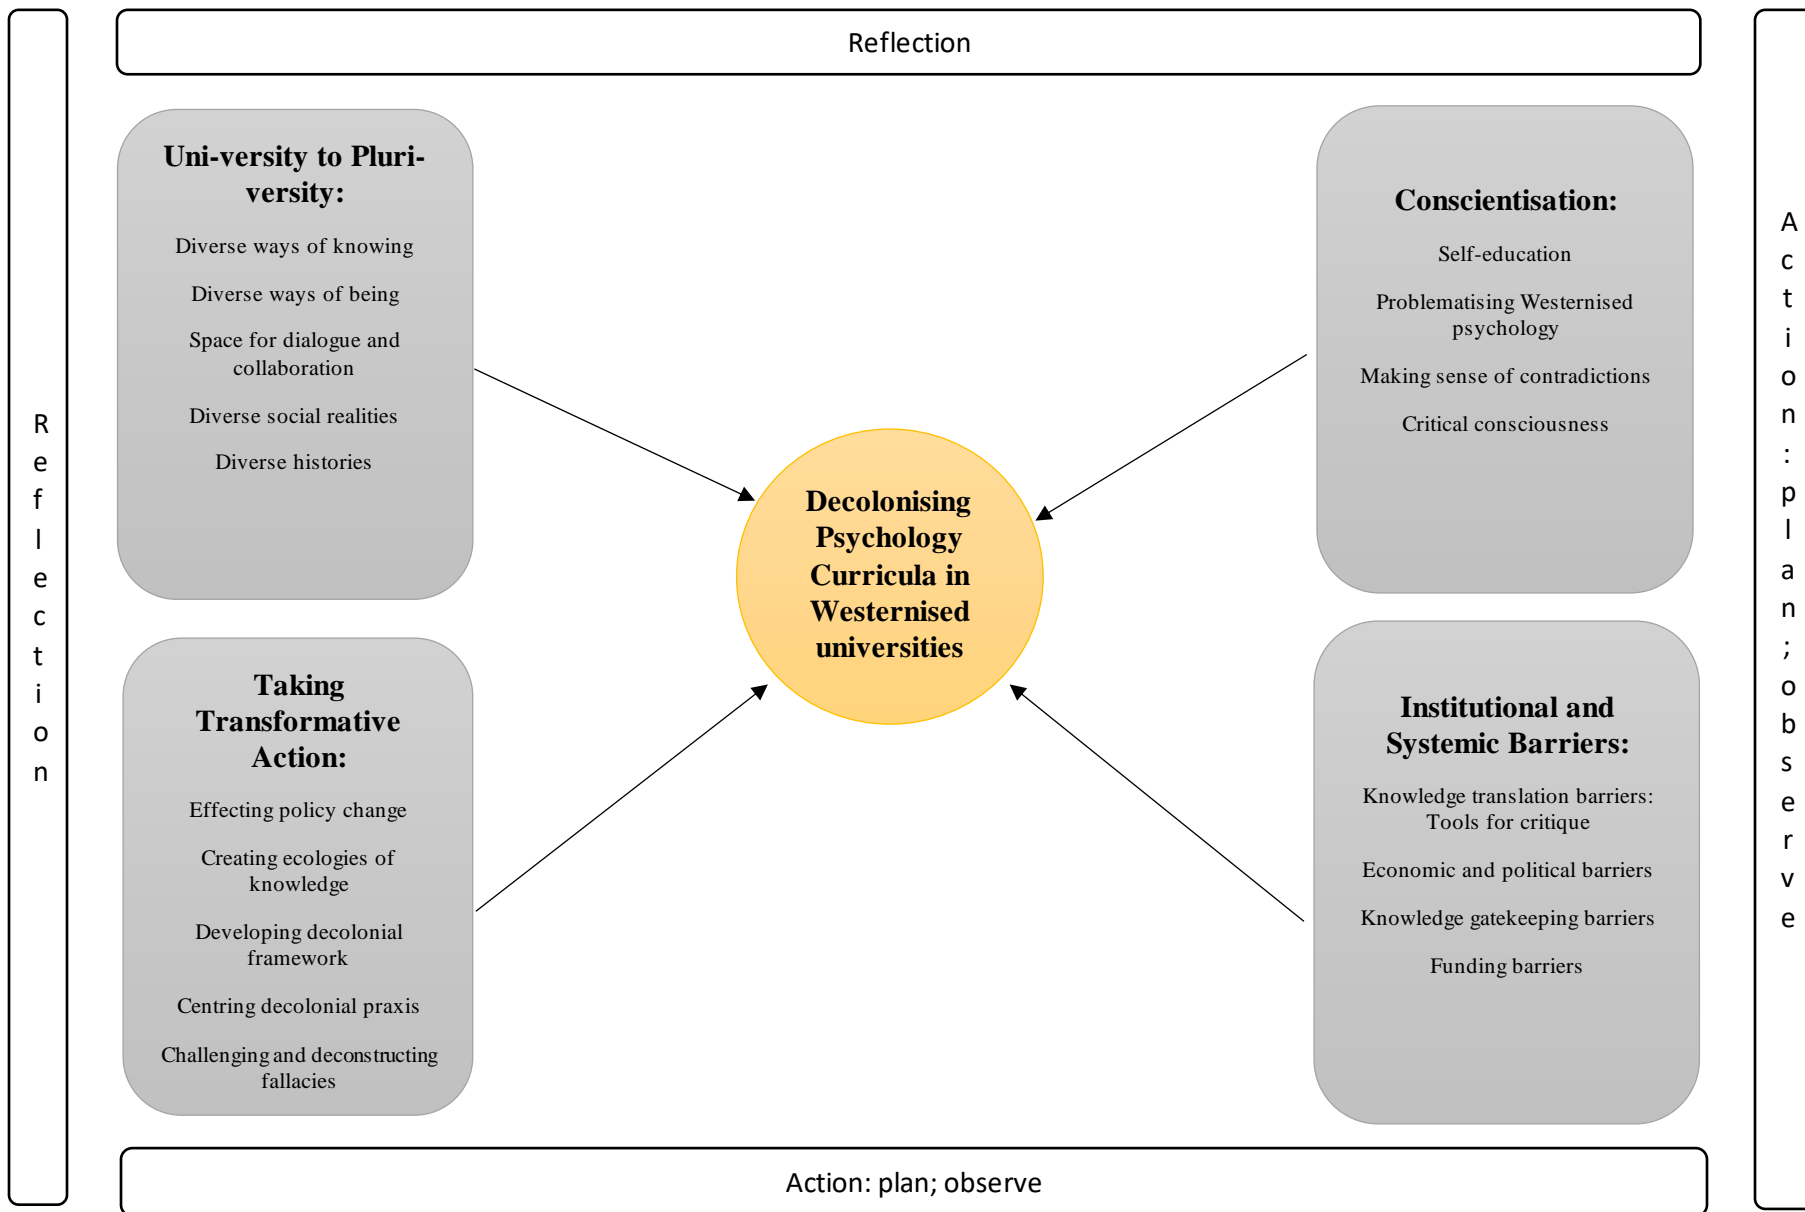 Reflection
Reflection
Uni-versity to Pluri-
versity:
Diverse ways of knowing
Diverse ways of being
Space for dialogue and
collaboration
Diverse social realities
Diverse histories
Conscientisation:
Self-education
Problematising Westernised
psychology
Making sense of contradictions
Critical consciousness
Decolonising
Psychology
Curricula in
Westernised
universities
Taking
Transformative
Action:
Effecting policy change
Creating ecologies of
knowledge
Developing decolonial
framework
Centring decolonial praxis
Challenging and deconstructing
fallacies
Institutional and
Systemic Barriers:
Knowledge translation barriers:
Tools for critique
Economic and political barriers
Knowledge gatekeeping barriers
Funding barriers
Action: plan; observe
Action: plan; observe